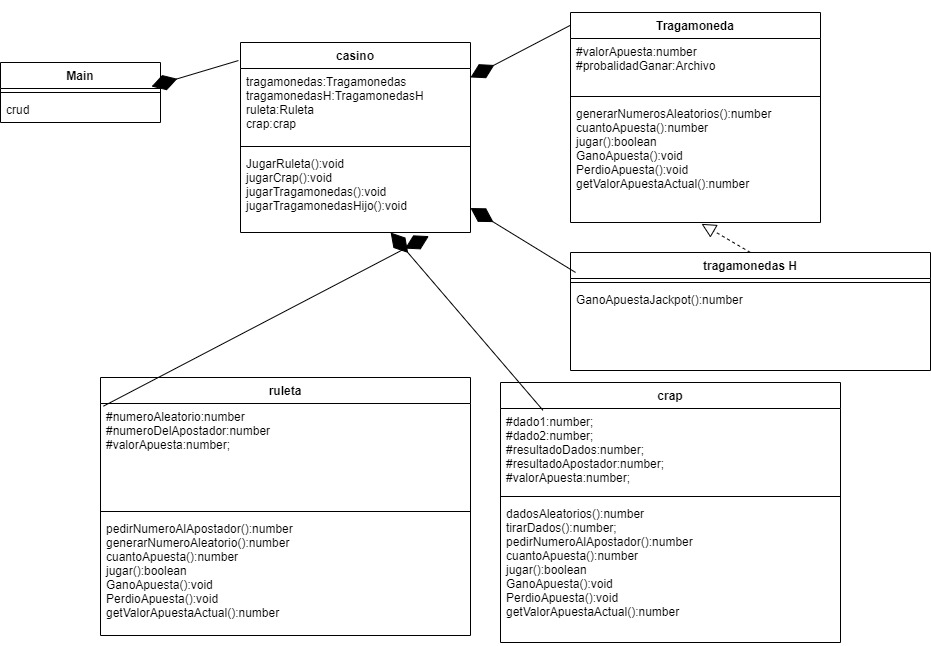 Main
crud
casino
tragamonedas:Tragamonedas
tragamonedasH:TragamonedasH
ruleta:Ruleta
crap:crap
JugarRuleta():void
jugarCrap():void
jugarTragamonedas():void
jugarTragamonedasHijo():void
Tragamoneda
#valorApuesta:number
#probalidadGanar:Archivo
generarNumerosAleatorios():number
cuantoApuesta():number
jugar():boolean
GanoApuesta():void
PerdioApuesta():void
getValorApuestaActual():number
tragamonedas H
GanoApuestaJackpot():number
ruleta
#numeroAleatorio:number
#numeroDelApostador:number
#valorApuesta:number;
pedirNumeroAlApostador():number
generarNumeroAleatorio():number
cuantoApuesta():number
jugar():boolean
GanoApuesta():void
PerdioApuesta():void
getValorApuestaActual():number
crap
#dado1:number;
#dado2:number;
#resultadoDados:number;
#resultadoApostador:number;
#valorApuesta:number;
dadosAleatorios():number
tirarDados():number;
pedirNumeroAlApostador():number
cuantoApuesta():number
jugar():boolean
GanoApuesta():void
PerdioApuesta():void
getValorApuestaActual():number